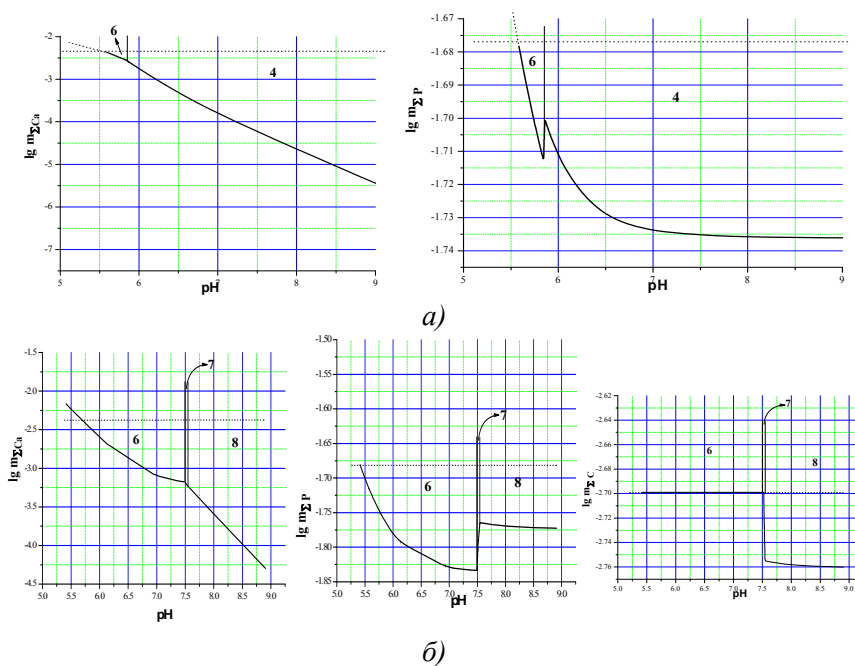 -2
-3
-4
-5
-6
-7
lg m ΣCa
6
4
5 6 7 8 9
pH
-1.67
-1.68
-1.69
-1.70
-1.71
-1.72
-1.73
-1.74
lg m Σ P
6
4
5 6 7 8 9
pH
а)
-1.5
-2.0
-2.5
-3.0
-3.5
-4.0
-4.5
lg m ΣCa
7
6
8
5.0 5.5 6.0 6.5 7.0 7.5 8.0 8.5 9.0
pH
-1.50
-1.55
-1.60
-1.65
-1.70
-1.75
-1.80
-1.85
lg m Σ P
7
6
8
5.0 5.5 6.0 6.5 7.0 7.5 8.0 8.5 9.0
pH
-2.62
-2.64
-2.66
-2.68
-2.70
-2.72
-2.74
-2.76
lg m Σ C
7
6
8
5.0 5.5 6.0 6.5 7.0 7.5 8.0 8.5 9.0
pH
б)